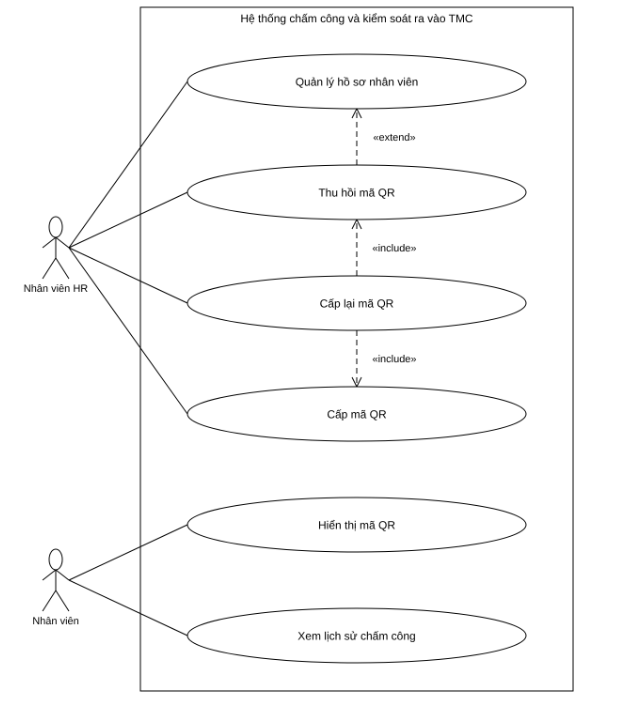 Hệ thống chấm công và kiểm soát ra vào TMC
Quản lý hồ sơ nhân viên
«extend»
Thu hồi mã QR
«include»
Nhân viên HR
Cấp lại mã QR
«include»
Cấp mã QR
Hiển thị mã QR
Nhân viên
Xem lịch sử chấm công